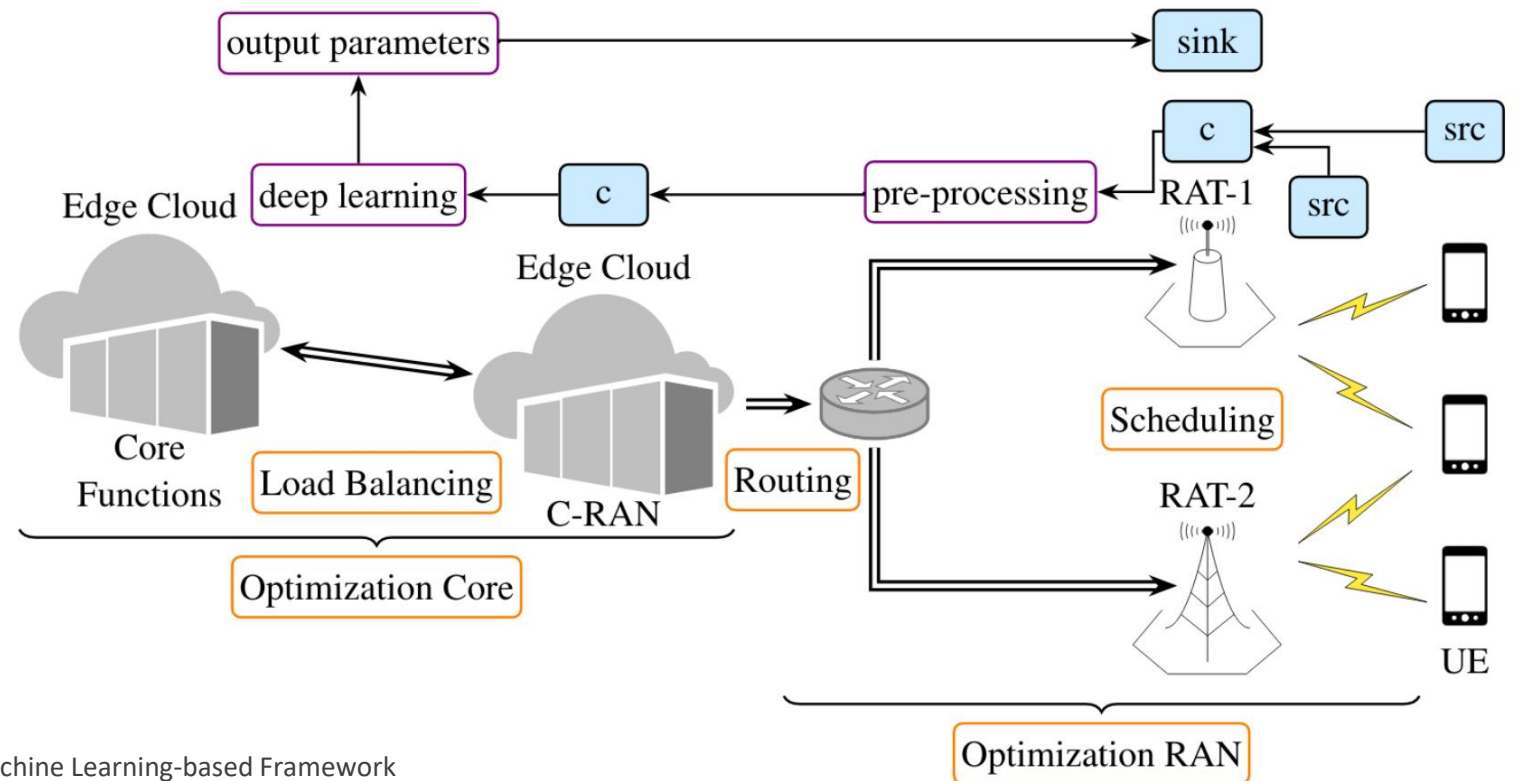 output parameters
sink
c
src
deep learning
c
pre-processing
src
Edge Cloud
RAT-1
Edge Cloud
Core
Functions
Load Balancing
C-RAN
Routing
Scheduling
RAT-2
Optimization Core
UE
Optimization RAN
chine Learning-based Framework